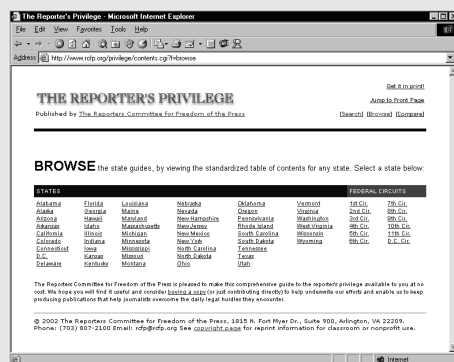 The Reporter's Privilege - Microsoft Internet Explorer
File Edit View Favorites Tools Help
Address http://www.rcfp.org/privilege/contents.cgi?f=browse
Get it in print!
THE REPORTER'S PRIVILEGE
Jump to Front Page
Published by The Reporters Committee for Freedom of the Press [Search] [Browse] [Compare]
BROWSE the state guides, by viewing the standardized table of contents for any state. Select a state below:
STATES FEDERAL CIRCUITS
Alabama Florida Louisiana Nebraska Oklahoma Vermont 1st Cir. 7th Cir.
Alaska Georgia Maine Nevada Oregon Virginia 2nd Cir. 8th Cir.
Arizona Hawaii Maryland New Hampshire Pennsylvania Washington 3rd Cir. 9th Cir.
Arkansas Idaho Massachusetts New Jersey Rhode Island West Virginia 4th Cir. 10th Cir.
California Illinois Michigan New Mexico South Carolina Wisconsin 5th Cir. 11th Cir.
Colorado Indiana Minnesota New York South Dakota Wyoming 6th Cir. D.C. Cir.
Connecticut Iowa Mississippi North Carolina Tennessee
D.C. Kansas Missouri North Dakota Texas
Delaware Kentucky Montana Ohio Utah
The Reporters Committee for Freedom of the Press is pleased to make this comprehensive guide to the reporter's privilege available to you at no
cost. We hope you will find it useful and consider buying a copy (or just contributing directly) to help underwrite our efforts and enable us to keep
producing publications that help journalists overcome the daily legal burdens they encounter.
© 2002 The Reporters Committee for Freedom of the Press, 1815 N. Fort Myer Dr., Suite 900, Arlington, VA 22209.
Phone: (703) 807-2100 Email: rcfp@rcfp.org See copyright page for reprint information for classroom or nonprofit use.
Internet